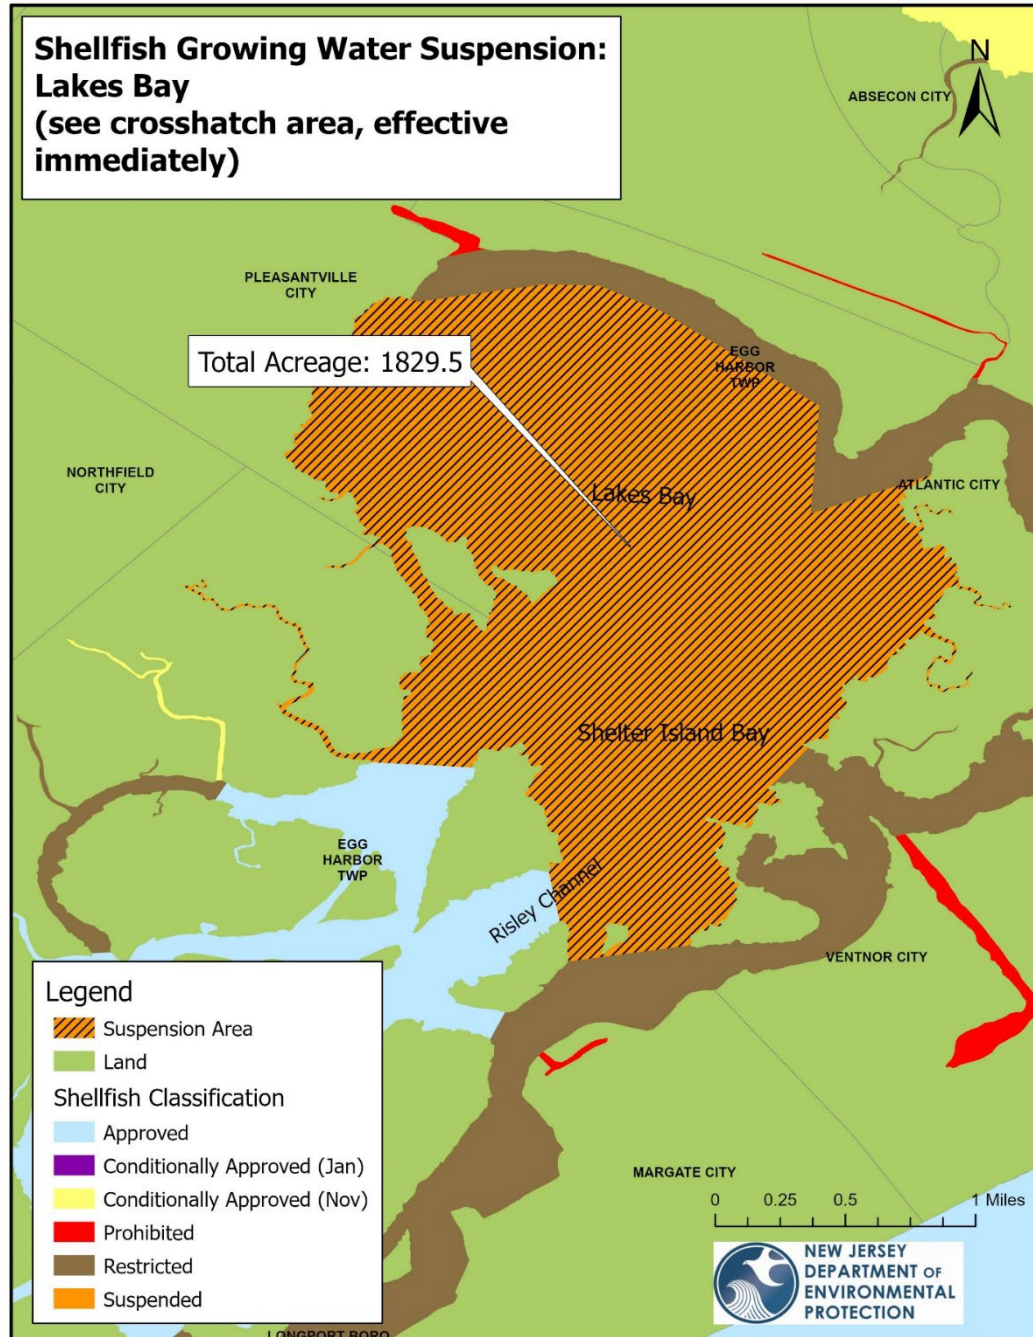 Shellfish Growing Water Suspension:
Lakes Bay
(see crosshatch area, effective
immediately)
N
ABSECON CITY
PLEASANTVILLE
CITY
Total Acreage: 1829.5
EGG
HARBOR
TWP
NORTHFIELD
CITY
Lakes Bay
ATLANTIC CITY
Shelter Island Bay
EGG
HARBOR
TWP
Risley Channel
VENTNOR CITY
Legend
Suspension Area
Land
Shellfish Classification
Approved
Conditionally Approved (Jan)
Conditionally Approved (Nov)
Prohibited
Restricted
Suspended
MARGATE CITY
0 0.25 0.5 1 Miles
NEW JERSEY
DEPARTMENT OF
ENVIRONMENTAL
PROTECTION
LONGPORT BORO